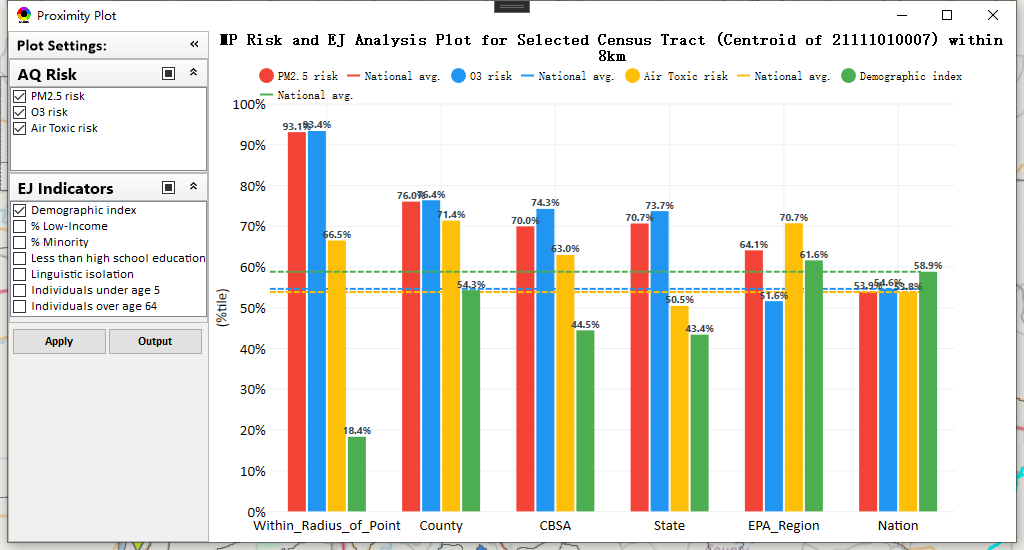 Proximity Plot
Plot Settings:
AQ Risk
PM2.5 risk
O3 risk
Air Toxic risk
EJ Indicators
Demographic index
% Low-Income
% Minority
Less than high school education
Linguistic isolation
Individuals under age 5
Individuals over age 64
Apply
Output
MP Risk and EJ Analysis Plot for Selected Census Tract (Centroid of 21111010007) within
8km
PM2.5 risk
National avg.
O3 risk
National avg.
Air Toxic risk
National avg.
Demographic index
National avg.
(%tile)
100%
90%
80%
70%
60%
50%
40%
30%
20%
10%
0%
93.1%
93.4%
66.5%
18.4%
76.0%
76.4%
71.4%
54.3%
70.0%
74.3%
63.0%
44.5%
70.7%
73.7%
50.5%
43.4%
64.1%
51.6%
70.7%
61.6%
53.9%
54.6%
53.8%
58.9%
Within_Radius_of_Point
County
CBSA
State
EPA_Region
Nation